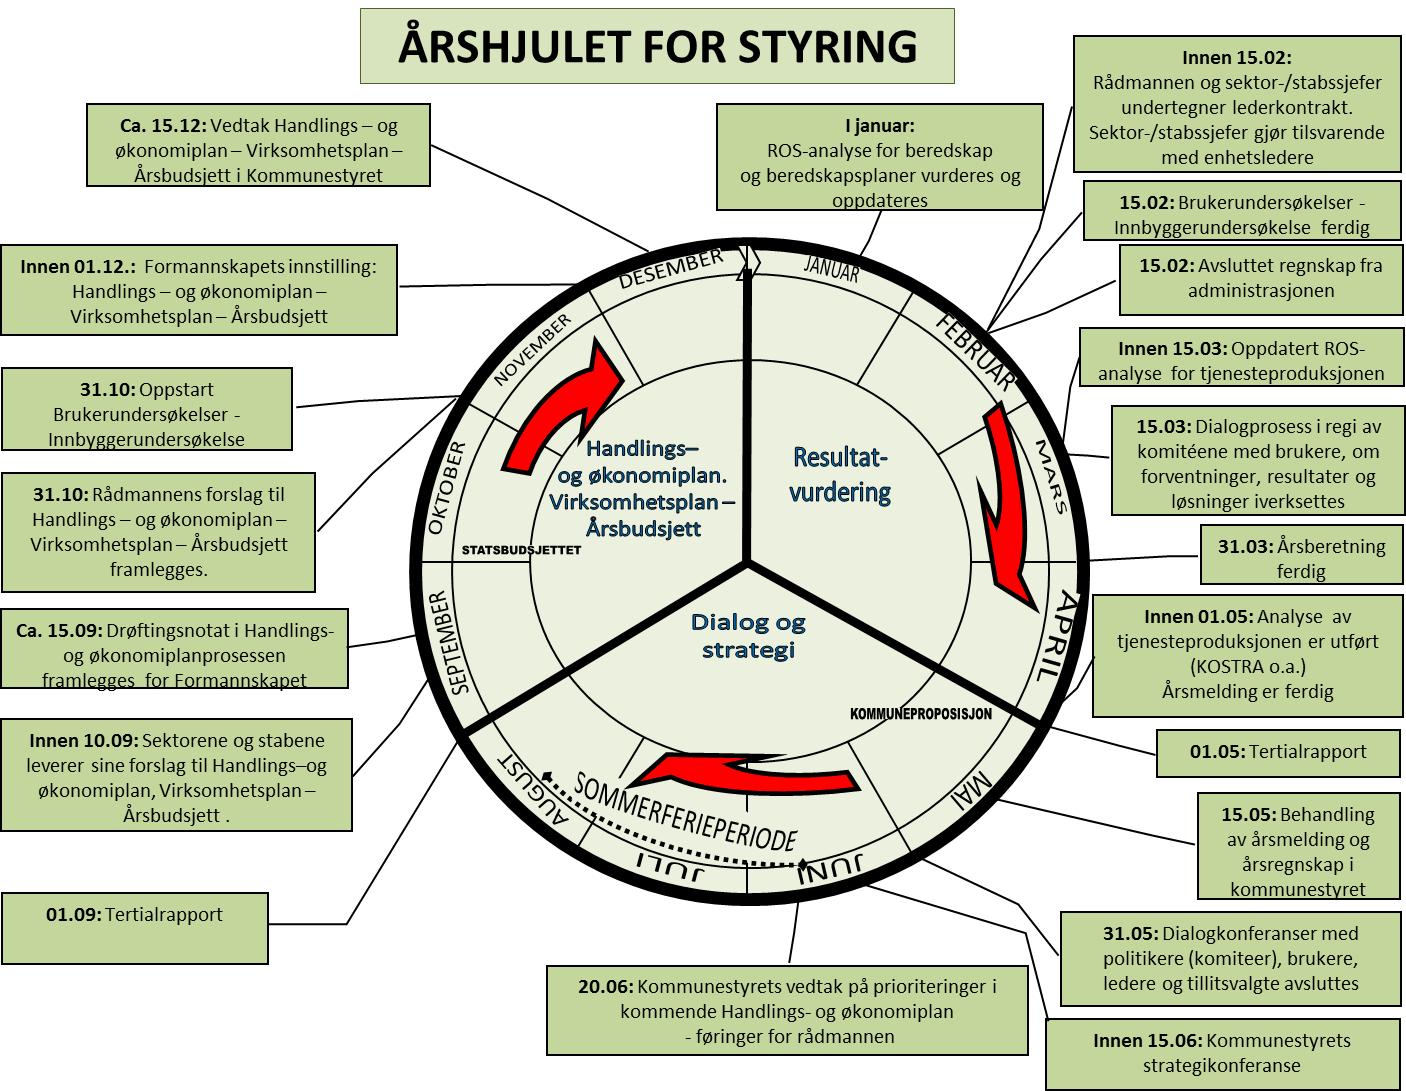 ÅRSHJULET FOR STYRING
I januar:
ROS-analyse for beredskap
og beredskapsplaner vurderes og
oppdateres
Innen 15.02:
Rådmannen og sektor-/stabssjefer
undertegner lederkontrakt.
Sektor-/stabssjefer gjør tilsvarende
med enhetsledere
15.02: Brukerundersøkelser -
Innbyggerundersøkelse ferdig
15.02: Avsluttet regnskap fra
administrasjonen
Innen 15.03: Oppdatert ROS-
analyse for tjenesteproduksjonen
15.03: Dialogprosess i regi av
komitéene med brukere, om
forventninger, resultater og
løsninger iverksettes
31.03: Årsberetning
ferdig
Innen 01.05: Analyse av
tjenesteproduksjonen er utført
(KOSTRA o.a.)
Årsmelding er ferdig
01.05: Tertialrapport
15.05: Behandling
av årsmelding og
årsregnskap i
kommunestyret
31.05: Dialogkonferanser med
politikere (komiteer), brukere,
ledere og tillitsvalgte avsluttes
Innen 15.06: Kommunestyrets
strategikonferanse
20.06: Kommunestyrets vedtak på prioriteringer i
kommende Handlings- og økonomiplan
- føringer for rådmannen
01.09: Tertialrapport
Innen 10.09: Sektorene og stabene
leverer sine forslag til Handlings–og
økonomiplan, Virksomhetsplan –
Årsbudsjett .
Ca. 15.09: Drøftingsnotat i Handlings-
og økonomiplanprosessen
framlegges for Formannskapet
31.10: Rådmannens forslag til
Handlings – og økonomiplan –
Virksomhetsplan – Årsbudsjett
framlegges.
31.10: Oppstart
Brukerundersøkelser -
Innbyggerundersøkelse
Innen 01.12.: Formannskapets innstilling:
Handlings – og økonomiplan –
Virksomhetsplan – Årsbudsjett
Ca. 15.12: Vedtak Handlings – og
økonomiplan – Virksomhetsplan –
Årsbudsjett i Kommunestyret
JANUAR
FEBRUAR
MARS
APRIL
MAI
JUNI
JULI
AUGUST
SEPTEMBER
OKTOBER
NOVEMBER
DESEMBER
Handlings–
og økonomiplan.
Virksomhetsplan –
Årsbudsjett
Resultat-
vurdering
Dialog og
strategi
STATSBUDSJETTET
KOMMUNEPROPOSISJON
SOMMERFERIEPERIODE